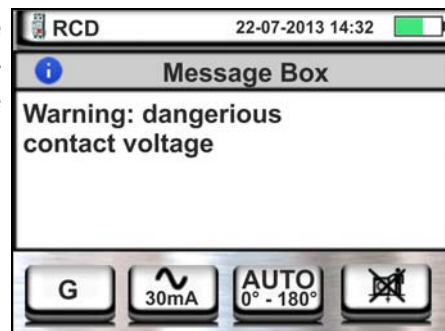 RCD 22-07-2013 14:32
Message Box
Warning: dangerious
contact voltage
G 30mA AUTO
0° - 180°